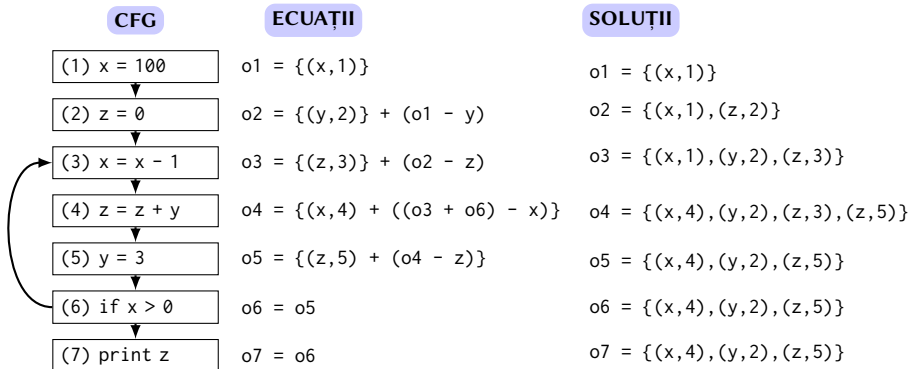 CFG ECUAȚII SOLUȚII
(1) x = 100 o1 = {(x,1)} o1 = {(x,1)}
(2) z = 0 o2 = {(y,2)} + (o1 - y) o2 = {(x,1),(z,2)}
(3) x = x - 1 o3 = {(z,3)} + (o2 - z) o3 = {(x,1),(y,2),(z,3)}
(4) z = z + y o4 = {(x,4) + ((o3 + o6) - x)} o4 = {(x,4),(y,2),(z,3),(z,5)}
(5) y = 3 o5 = {(z,5) + (o4 - z)} o5 = {(x,4),(y,2),(z,5)}
(6) if x > 0 o6 = o5 o6 = {(x,4),(y,2),(z,5)}
(7) print z o7 = o6 o7 = {(x,4),(y,2),(z,5)}